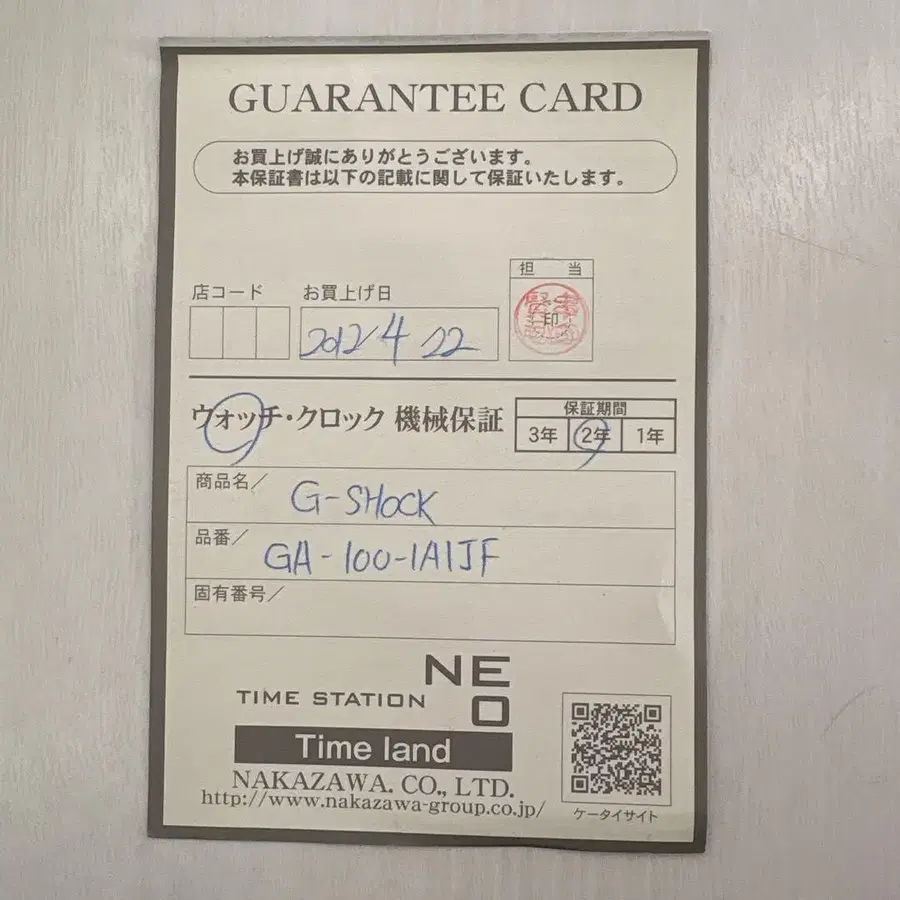 GUARANTEE CARD
お買上げ誠にありがとうございます。
本保証書は以下の記載に関して保証いたします。
担 当
印
店コード
お買上げ日
2012 4 22
ウォッチ・クロック 機械保証
保証期間
3年 2年 1年
商品名/ G-SHOCK
品番/ GA-100-1A1JF
固有番号/
TIME STATION NEO
Time land
NAKAZAWA. CO., LTD.
http://www.nakazawa-group.co.jp/
ケータイサイト